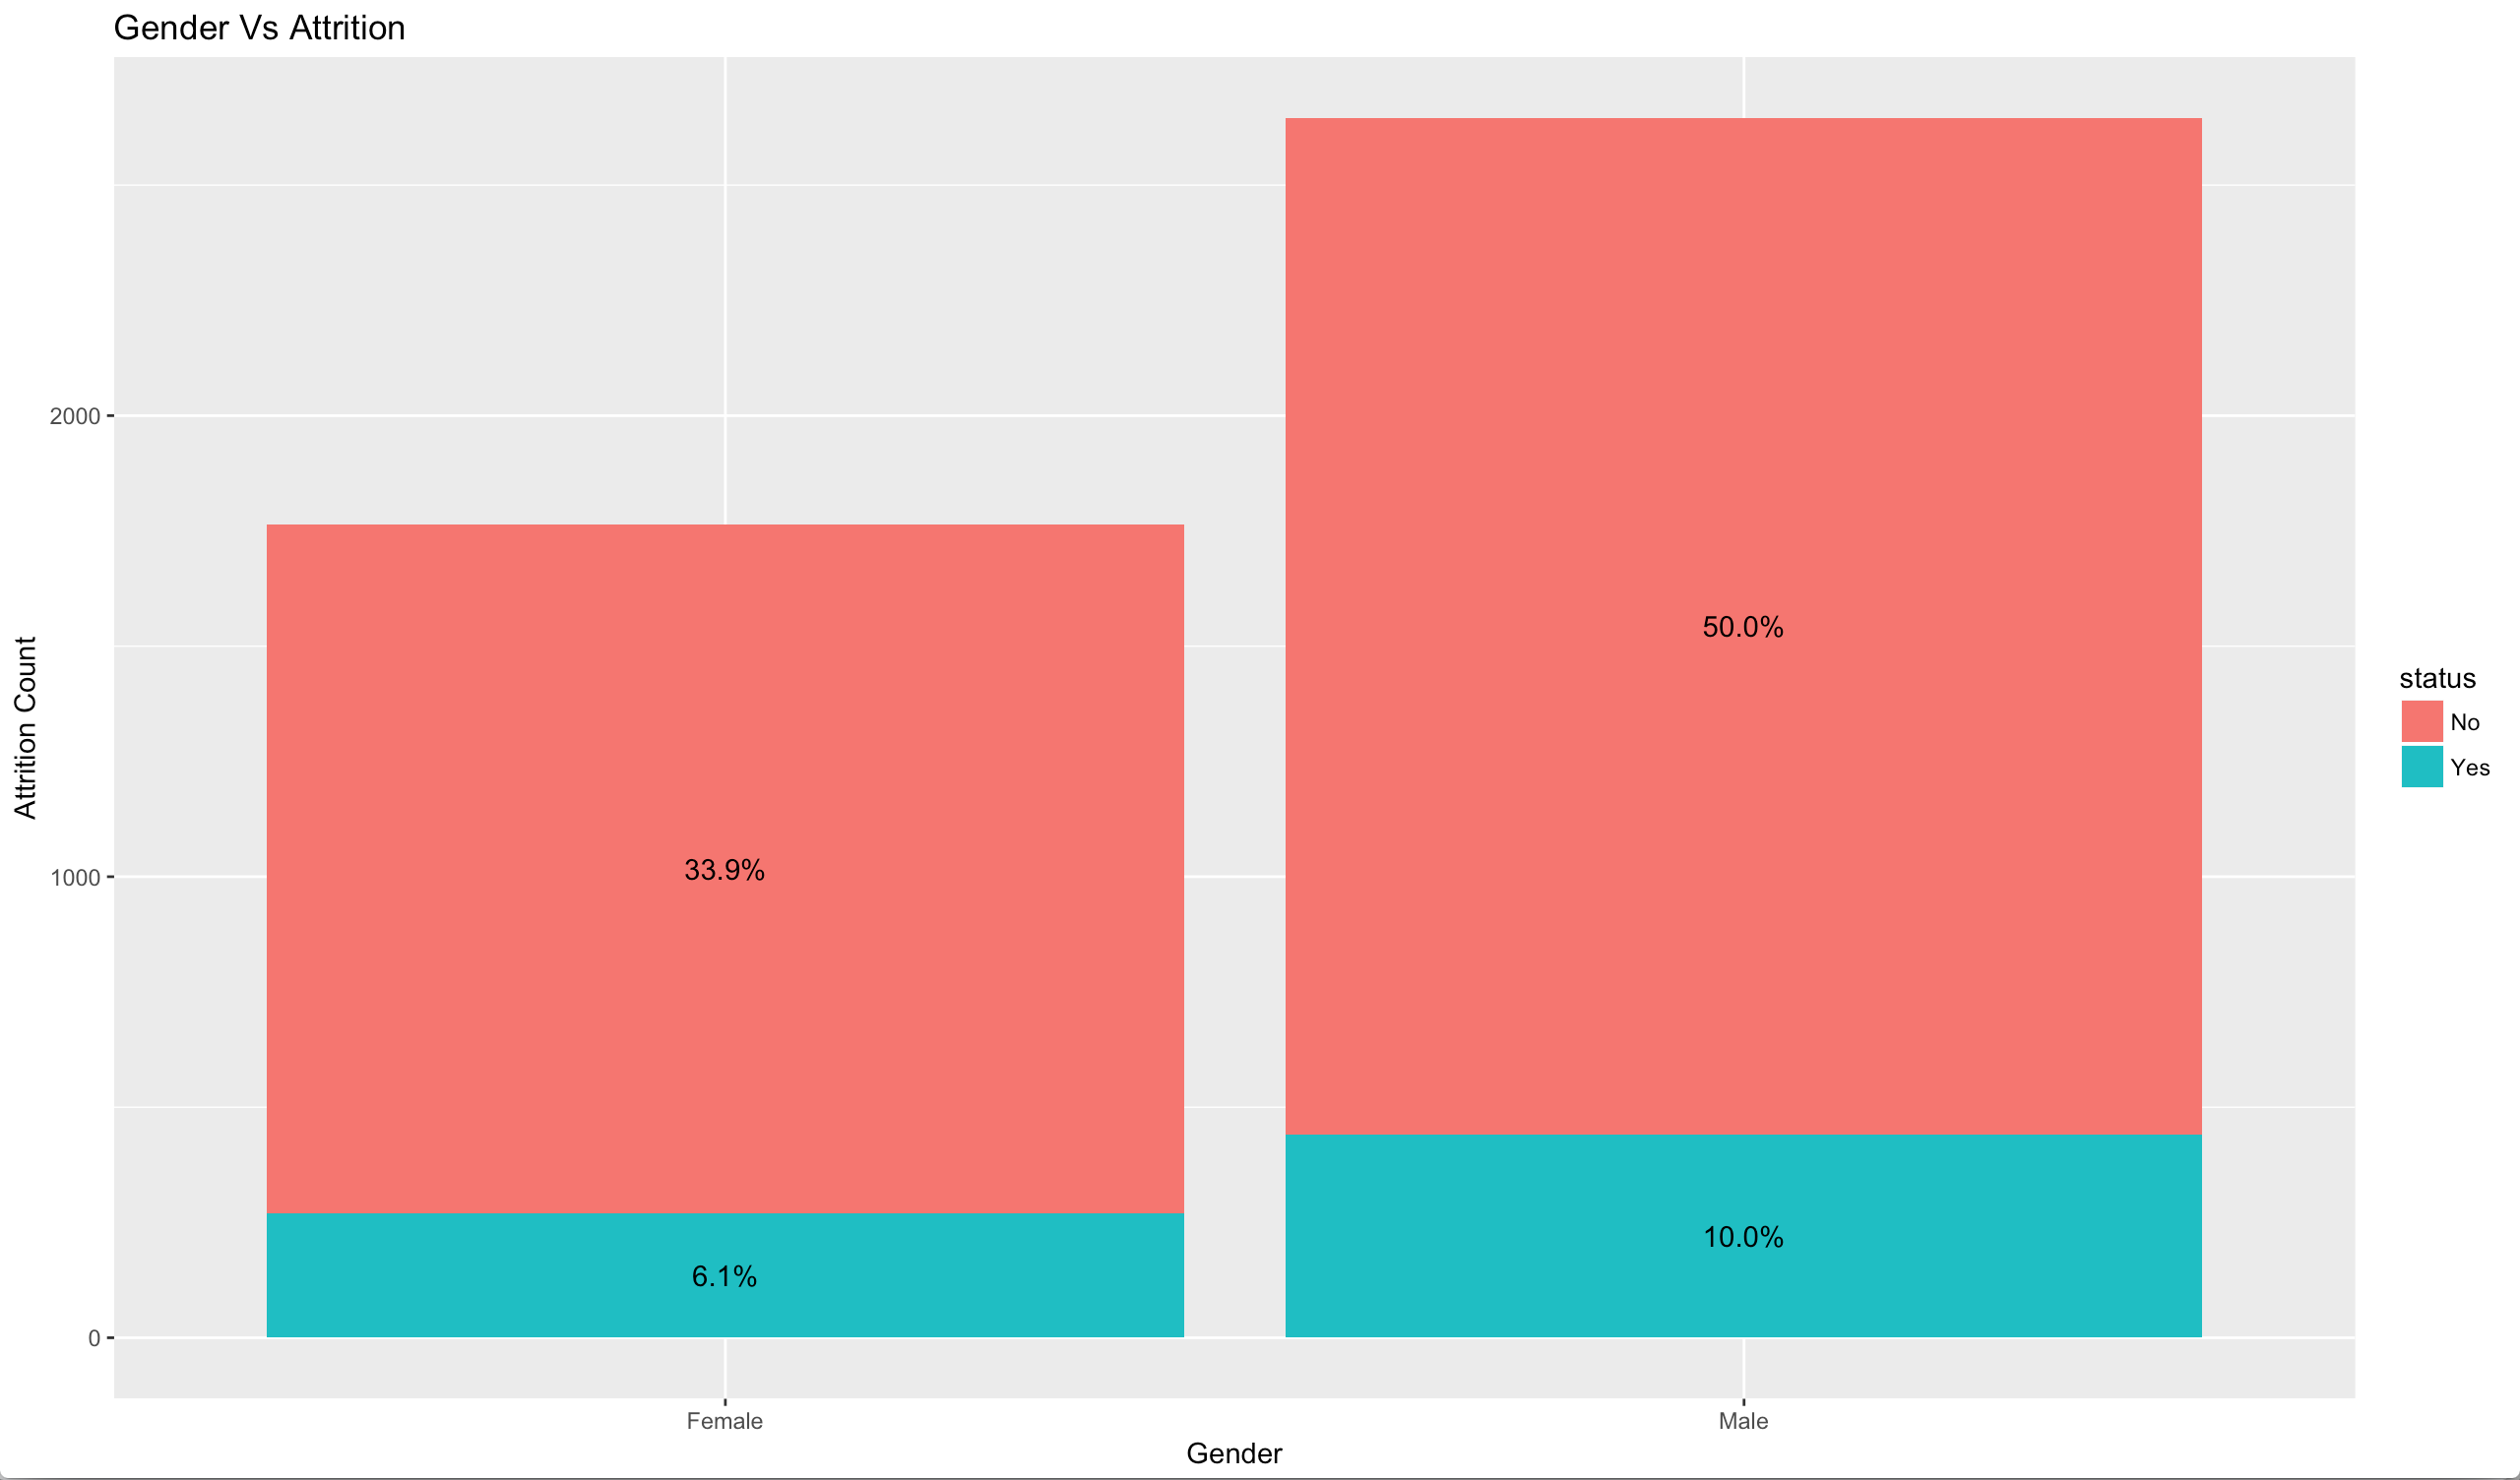 Gender Vs Attrition
Attrition Count
2000
1000
0
50.0%
33.9%
10.0%
6.1%
Female
Male
Gender
status
No
Yes